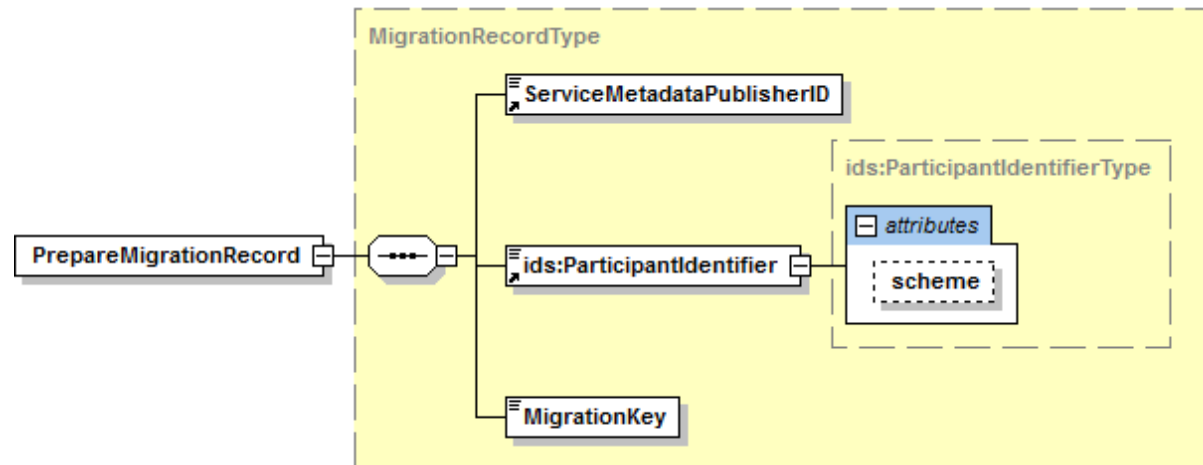 MigrationRecordType
ServiceMetadataPublisherID
ids:ParticipantIdentifierType
attributes
PrepareMigrationRecord
ids:ParticipantIdentifier
scheme
MigrationKey